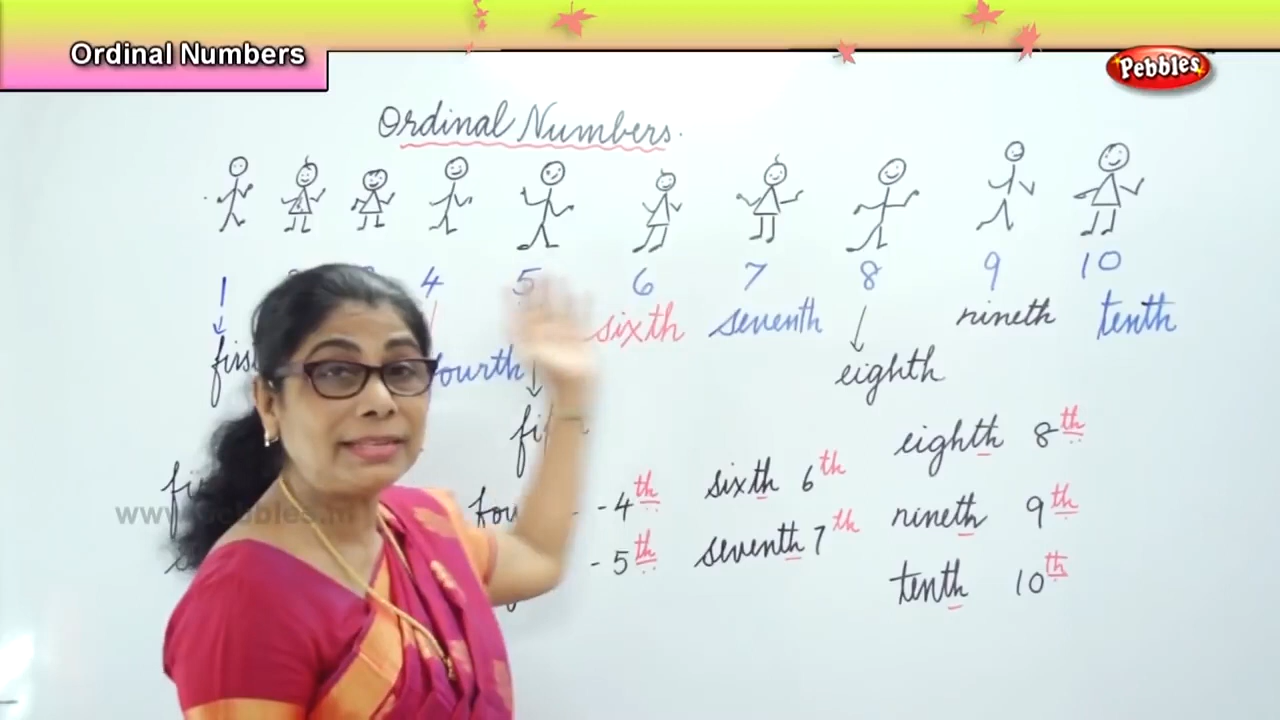 Ordinal Numbers
Pebbles
Ordinal Numbers.
1 4 5 6 7 8 9 10
sixth seventh nineth tenth
fourth eighth
eighth 8th
- 4th sixth 6th nineth 9th
- 5th seventh 7th
tenth 10th